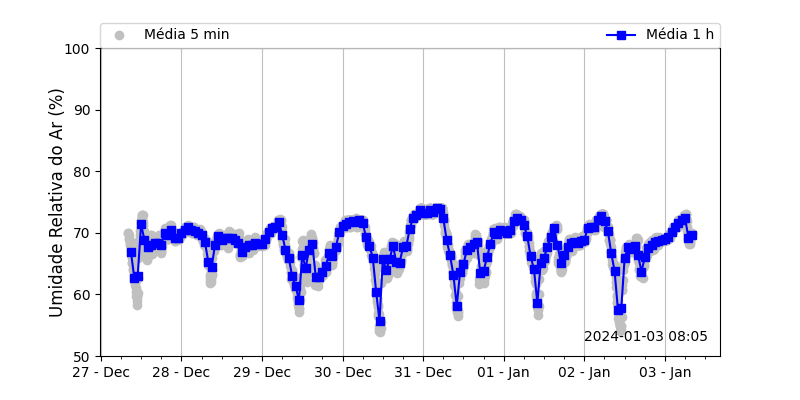 Média 5 min
Média 1 h
Umidade Relativa do Ar (%)
100
90
80
70
60
50
27 - Dec
28 - Dec
29 - Dec
30 - Dec
31 - Dec
01 - Jan
02 - Jan
03 - Jan
2024-01-03 08:05